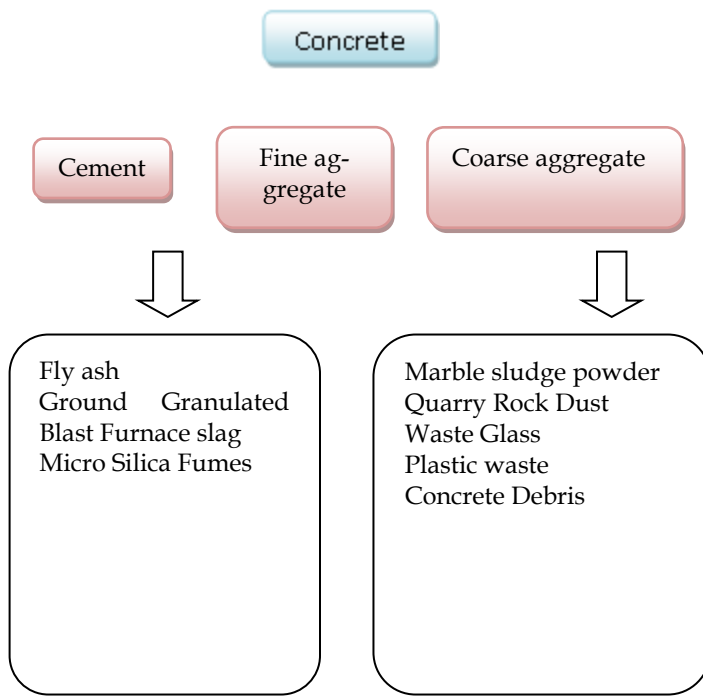 Concrete
Cement
Fine ag-
gregate
Coarse aggregate
Fly ash
Ground Granulated
Blast Furnace slag
Micro Silica Fumes
Marble sludge powder
Quarry Rock Dust
Waste Glass
Plastic waste
Concrete Debris